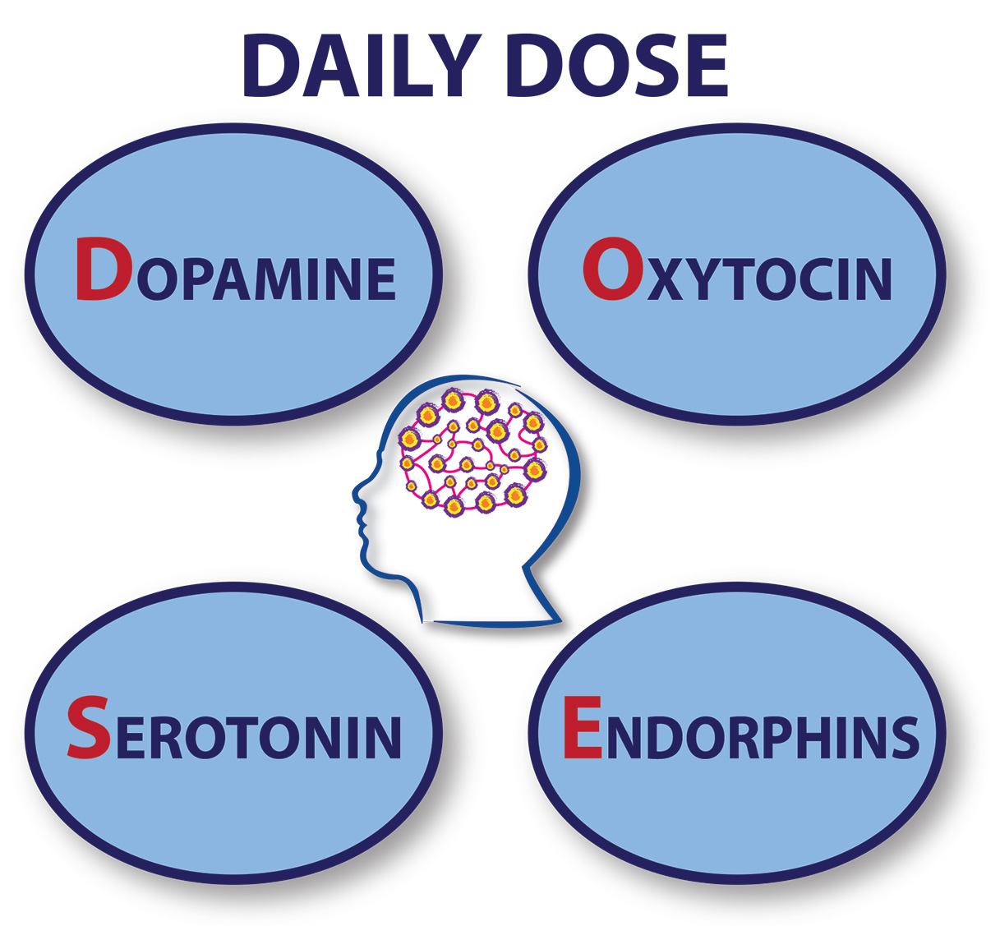 DAILY DOSE
DOPAMINE
OXYTOCIN
SEROTONIN
ENDORPHINS